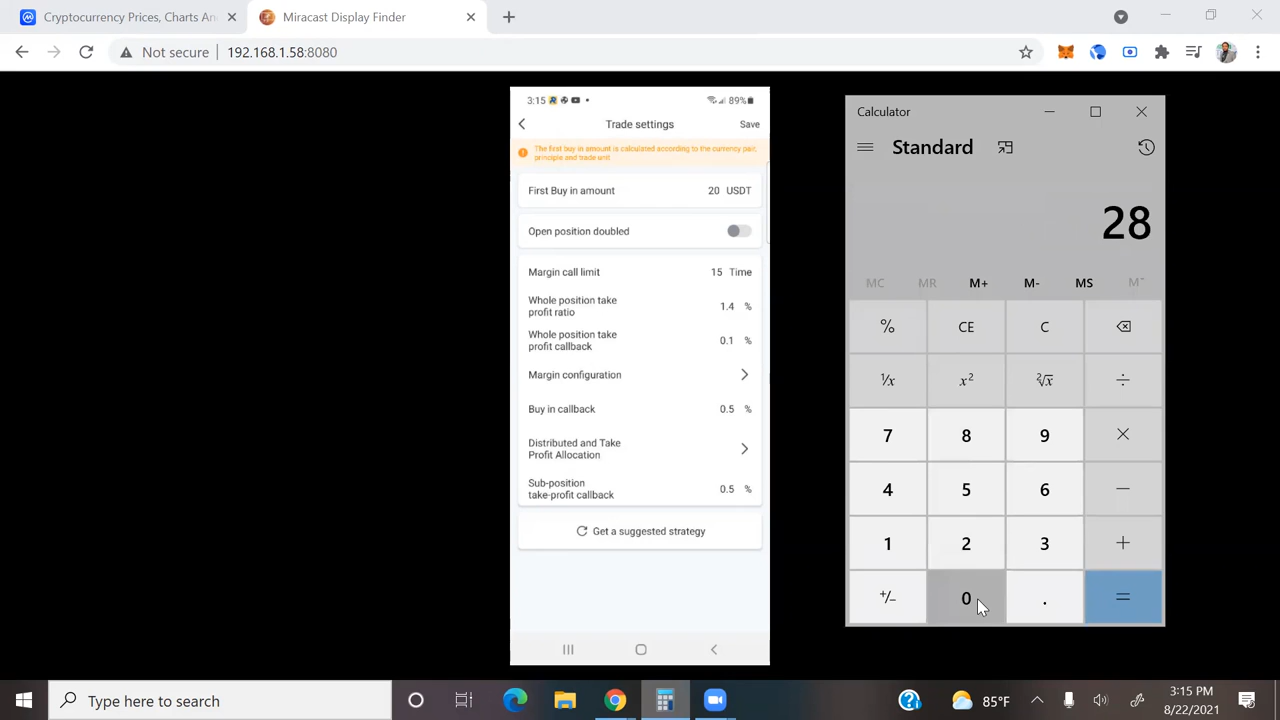 Cryptocurrency Prices, Charts An
Miracast Display Finder
Not secure
192.168.1.58:8080
3:15
89%
Trade settings
Save
The first buy in amount is calculated according to the currency pair,
principle and trade unit
First Buy in amount
20 USDT
Open position doubled
Margin call limit
15 Time
Whole position take
profit ratio
1.4 %
Whole position take
profit callback
0.1 %
Margin configuration
Buy in callback
0.5 %
Distributed and Take
Profit Allocation
Sub-position
take-profit callback
0.5 %
Get a suggested strategy
Calculator
Standard
28
MC MR M+ M- MS M˅
% CE C
¹/x x² ²√x ÷
7 8 9 ×
4 5 6 −
1 2 3 +
+/− 0 . =
Type here to search
85°F
3:15 PM
8/22/2021